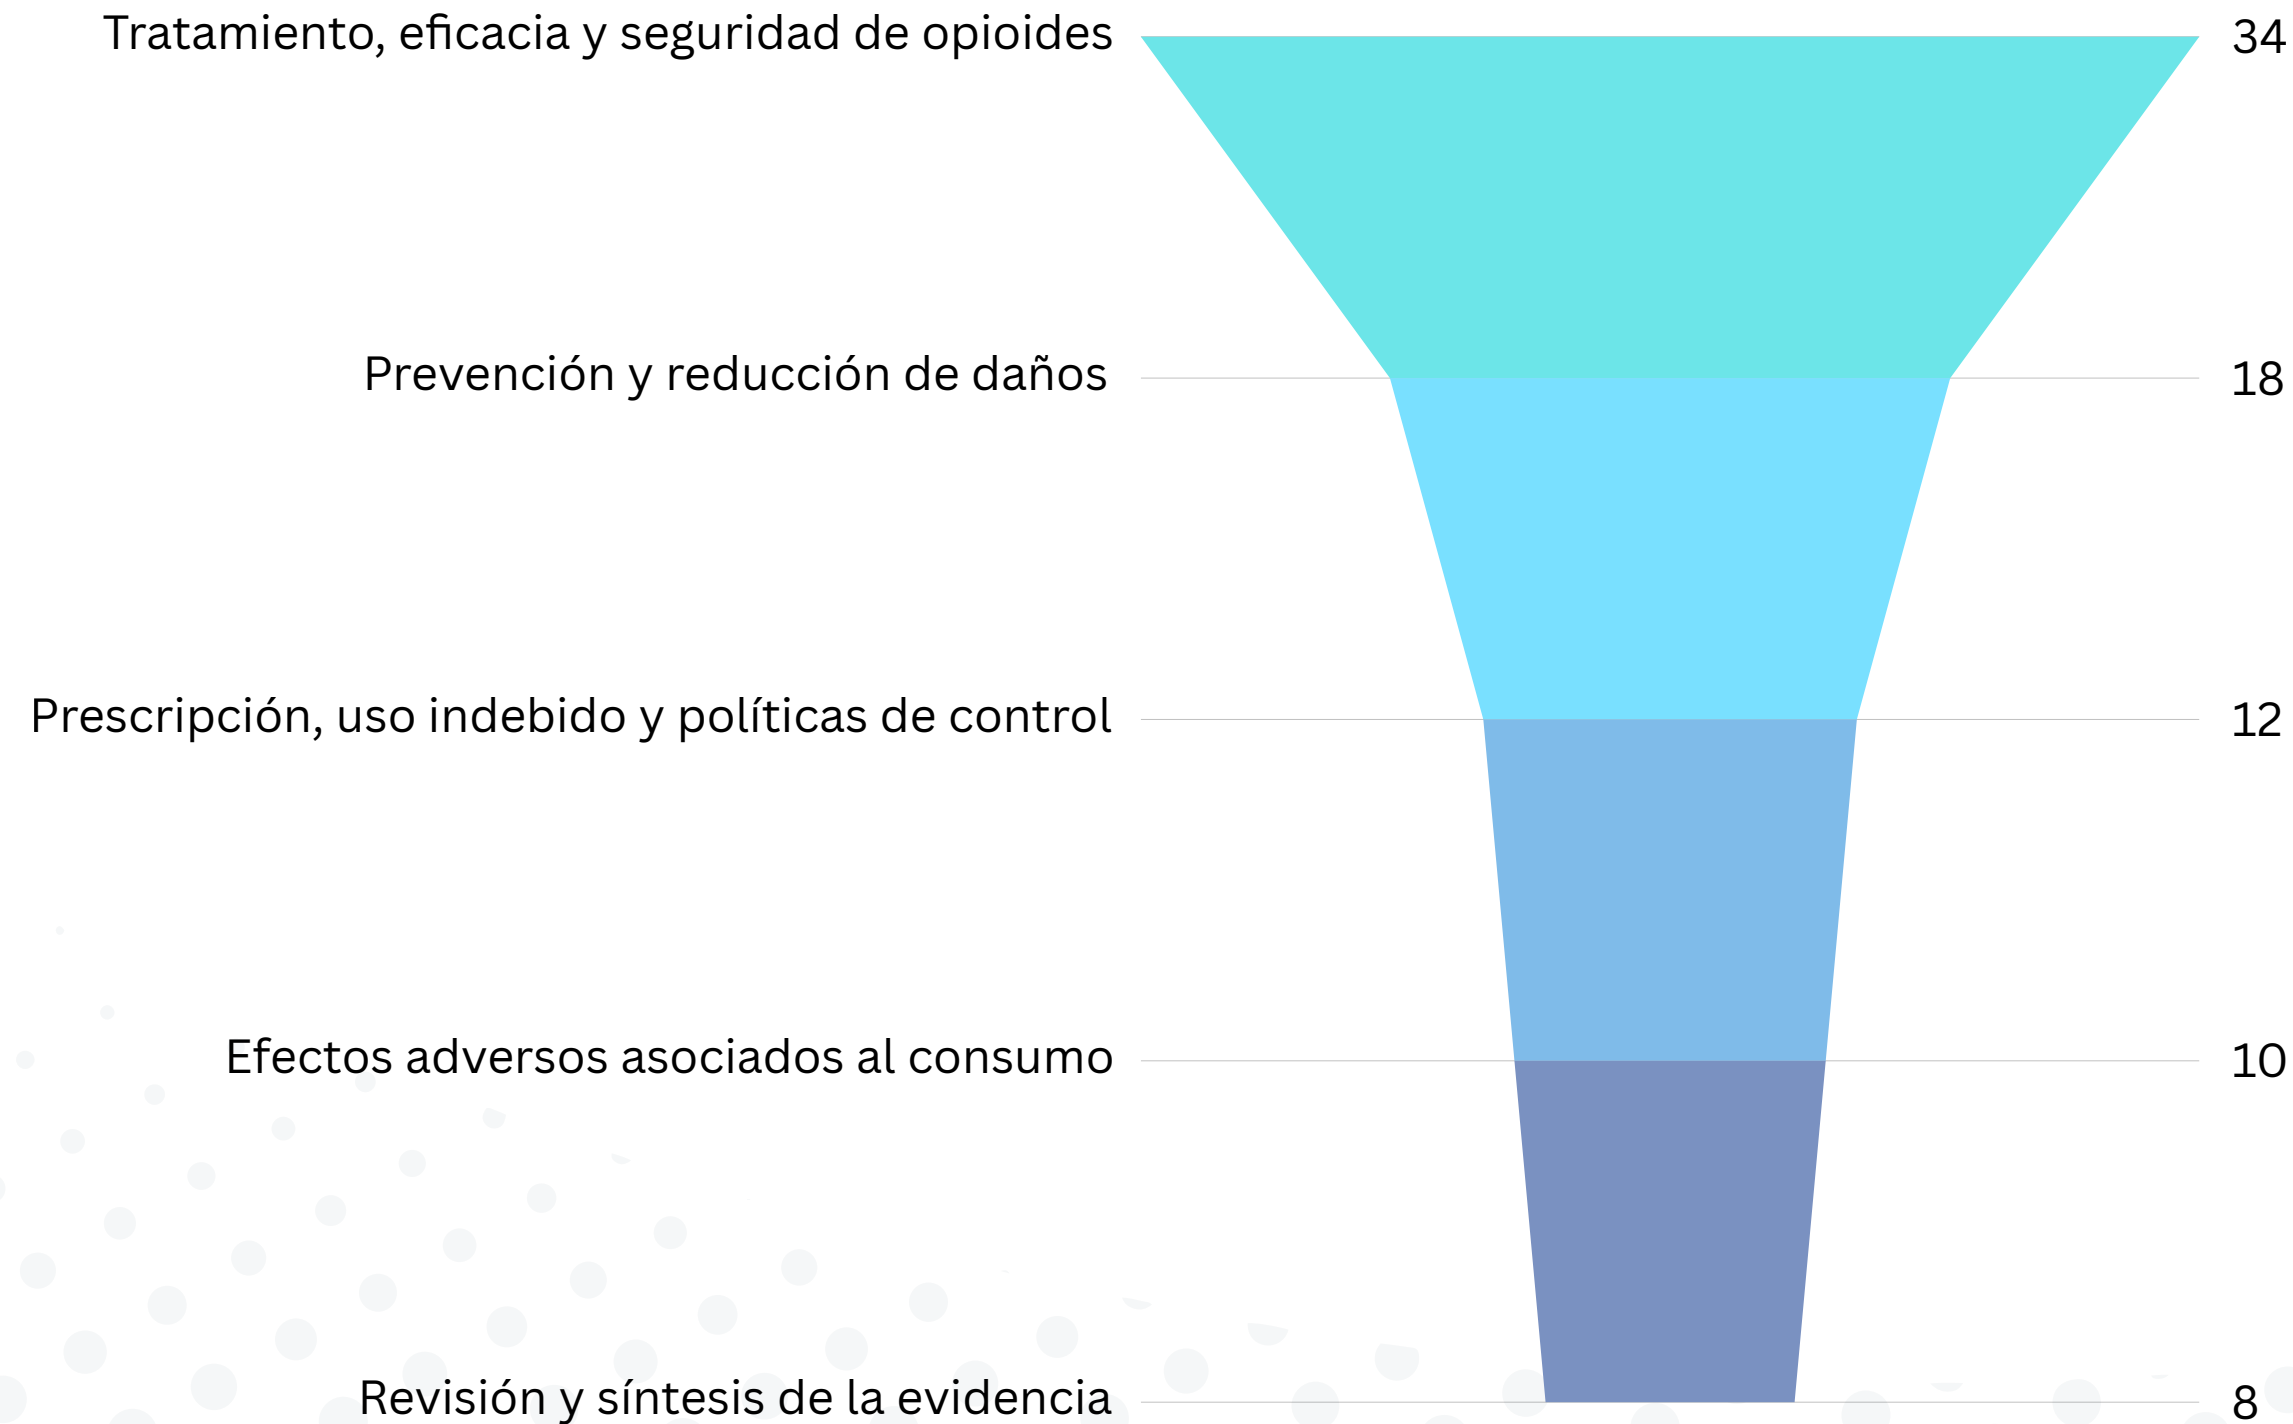 Tratamiento, eficacia y seguridad de opioides 34
Prevención y reducción de daños 18
Prescripción, uso indebido y políticas de control 12
Efectos adversos asociados al consumo 10
Revisión y síntesis de la evidencia 8